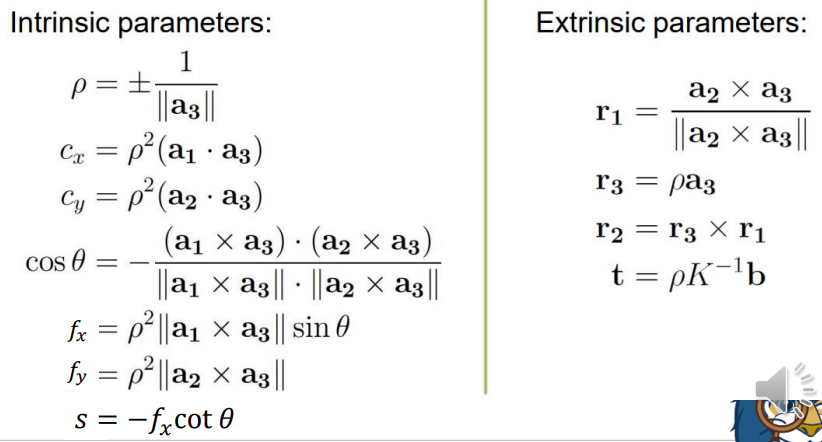 Intrinsic parameters:
ρ = ± 1 / ||a₃||
cₓ = ρ²(a₁ · a₃)
c_y = ρ²(a₂ · a₃)
cos θ = − (a₁ × a₃) · (a₂ × a₃) / ||a₁ × a₃|| · ||a₂ × a₃||
fₓ = ρ²||a₁ × a₃|| sin θ
f_y = ρ²||a₂ × a₃||
s = −fₓcot θ
Extrinsic parameters:
r₁ = a₂ × a₃ / ||a₂ × a₃||
r₃ = ρa₃
r₂ = r₃ × r₁
t = ρK⁻¹b